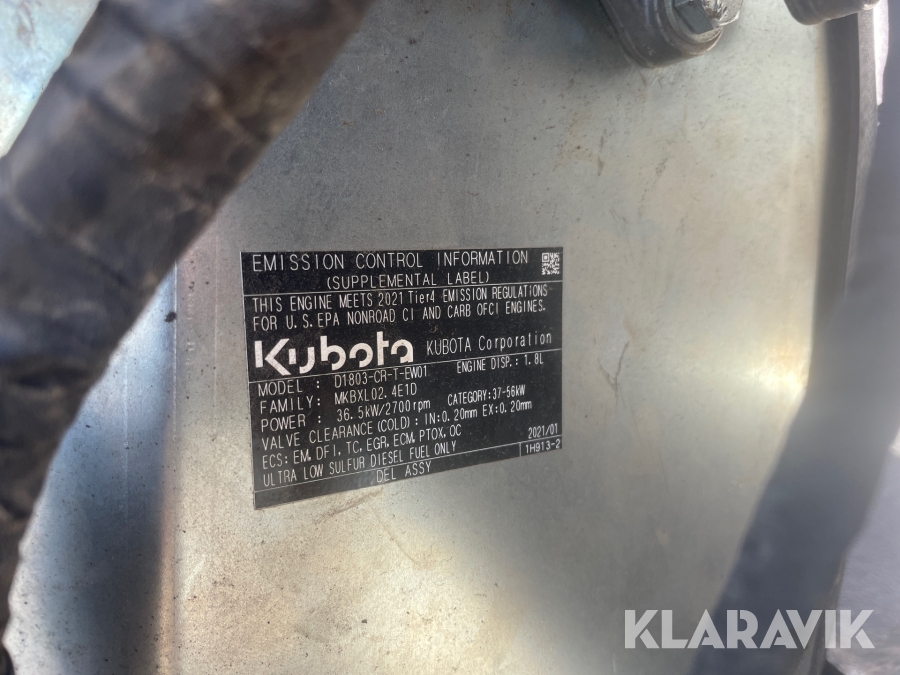 EMISSION CONTROL INFORMATION
(SUPPLEMENTAL LABEL)
THIS ENGINE MEETS 2021 Tier4 EMISSION REGULATIONS
FOR U.S.EPA NONROAD CI AND CARB OFCI ENGINES.
Kubota KUBOTA Corporation
MODEL : D1803-CR-T-EW01 ENGINE DISP.: 1.8L
FAMILY: MKBXL02.4E1D
POWER : 36.5kW/2700rpm CATEGORY:37-56kW
VALVE CLEARANCE(COLD): IN:0.20mm EX:0.20mm
ECS: EM, DFI, TC, EGR, ECM, PTOX, OC 2021/01
ULTRA LOW SULFUR DIESEL FUEL ONLY 1H913-2
DEL ASSY
KLARAVIK